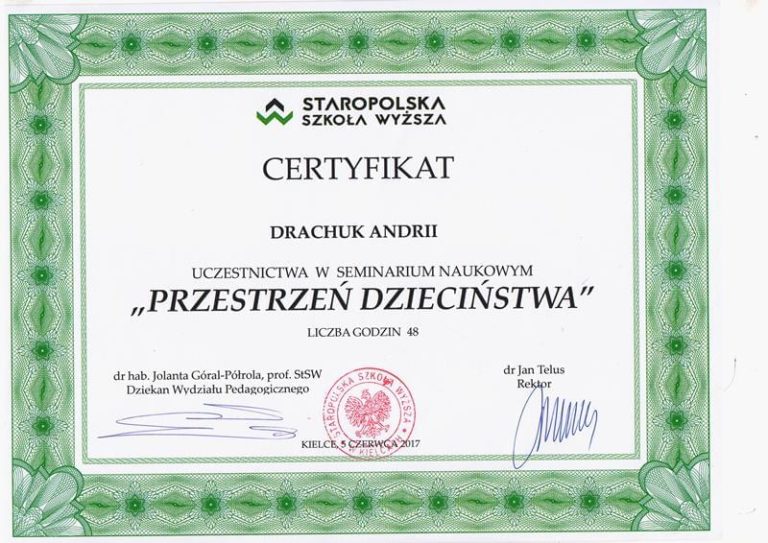 STAROPOLSKA
SZKOŁA WYŻSZA
CERTYFIKAT
DRACHUK ANDRII
UCZESTNICTWA W SEMINARIUM NAUKOWYM
„PRZESTRZEŃ DZIECIŃSTWA”
LICZBA GODZIN 48
dr hab. Jolanta Góral-Półrola, prof. StSW
Dziekan Wydziału Pedagogicznego
dr Jan Telus
Rektor
STAROPOLSKA SZKOŁA WYŻSZA
W KIELCACH
KIELCE, 5 CZERWCA 2017